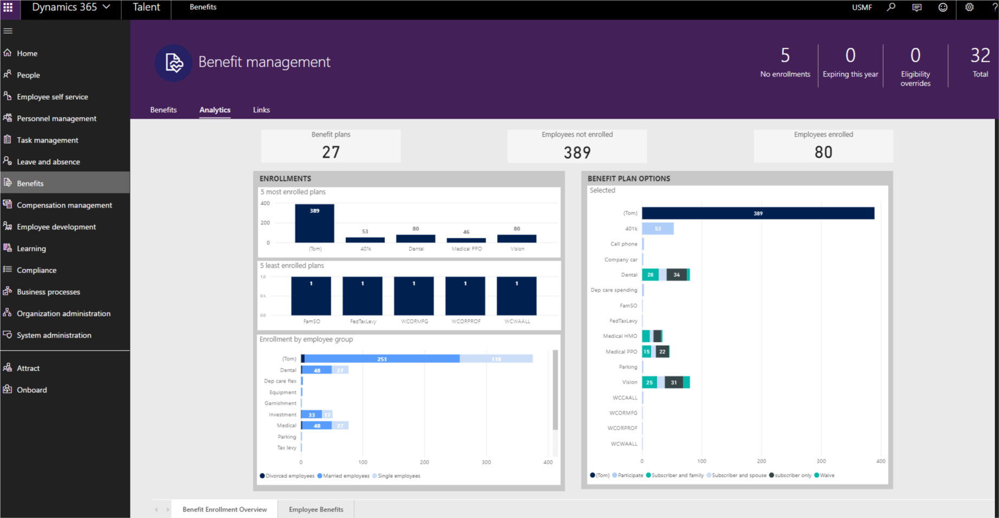 Dynamics 365
Talent
Benefits
USMF
?
Home
People
Employee self service
Personnel management
Task management
Leave and absence
Benefits
Compensation management
Employee development
Learning
Compliance
Business processes
Organization administration
System administration
Attract
Onboard
Benefit management
5
No enrollments
0
Expiring this year
0
Eligibility
overrides
32
Total
Benefits
Analytics
Links
Benefit plans
27
Employees not enrolled
389
Employees enrolled
80
ENROLLMENTS
5 most enrolled plans
400
200
0
389
53
80
46
80
(Tom)
401k
Dental
Medical PPO
Vision
5 least enrolled plans
1.0
0.5
0.0
1
1
1
1
1
FamSO
FedTaxLevy
WCORMFG
WCORPROF
WCWAALL
Enrollment by employee group
(Tom) 251 118
Dental 48 27
Dep care flex
Equipment
Garnishment
Investment 33 17
Medical 48 27
Parking
Tax levy
0 100 200 300 400
Divorced employees Married employees Single employees
BENEFIT PLAN OPTIONS
Selected
(Tom) 389
401k 53
Cell phone
Company car
Dental 28 34
Dep care spending
FamSO
FedTaxLevy
Medical HMO
Medical PPO 15 22
Parking
Vision 25 31
WCCAALL
WCORMFG
WCORPROF
WCWAALL
0 100 200 300 400
(Tom) Participate Subscriber and family Subscriber and spouse subscriber only Waive
Benefit Enrollment Overview
Employee Benefits